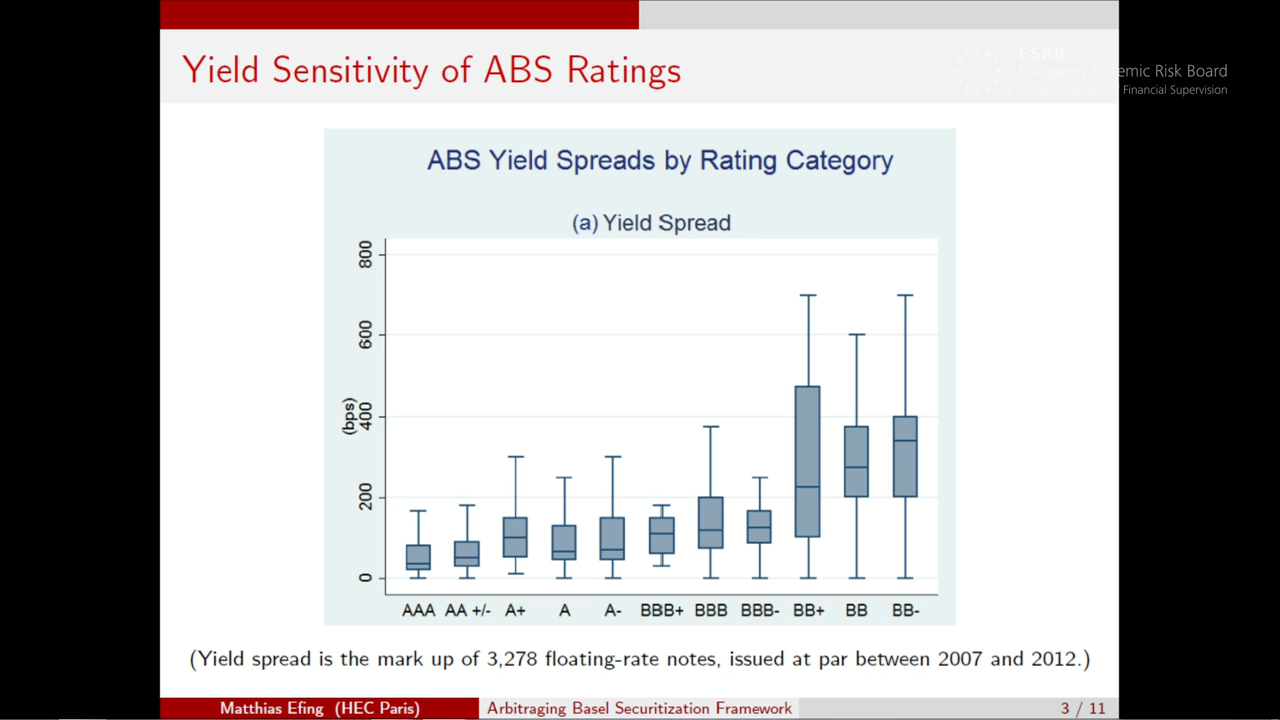 Yield Sensitivity of ABS Ratings
ESRB
European Systemic Risk Board
Financial Supervision
ABS Yield Spreads by Rating Category
(a) Yield Spread
800
600
400
200
0
(bps)
AAA AA +/- A+ A A- BBB+ BBB BBB- BB+ BB BB-
(Yield spread is the mark up of 3,278 floating-rate notes, issued at par between 2007 and 2012.)
Matthias Efing (HEC Paris) Arbitraging Basel Securitization Framework 3 / 11